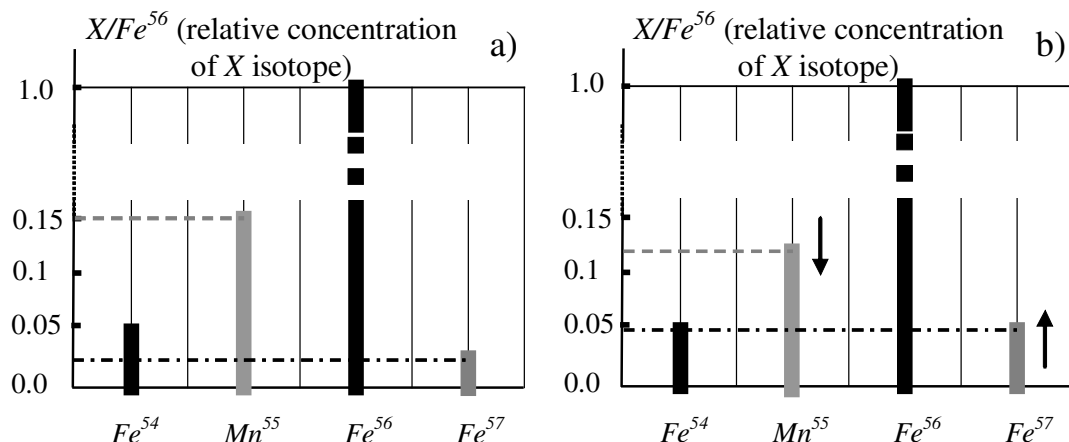 X/Fe⁵⁶ (relative concentration
of X isotope)
a)
1.0
0.15
0.1
0.05
0.0
Fe⁵⁴ Mn⁵⁵ Fe⁵⁶ Fe⁵⁷
X/Fe⁵⁶ (relative concentration
of X isotope)
b)
1.0
0.15
0.1
0.05
0.0
Fe⁵⁴ Mn⁵⁵ Fe⁵⁶ Fe⁵⁷